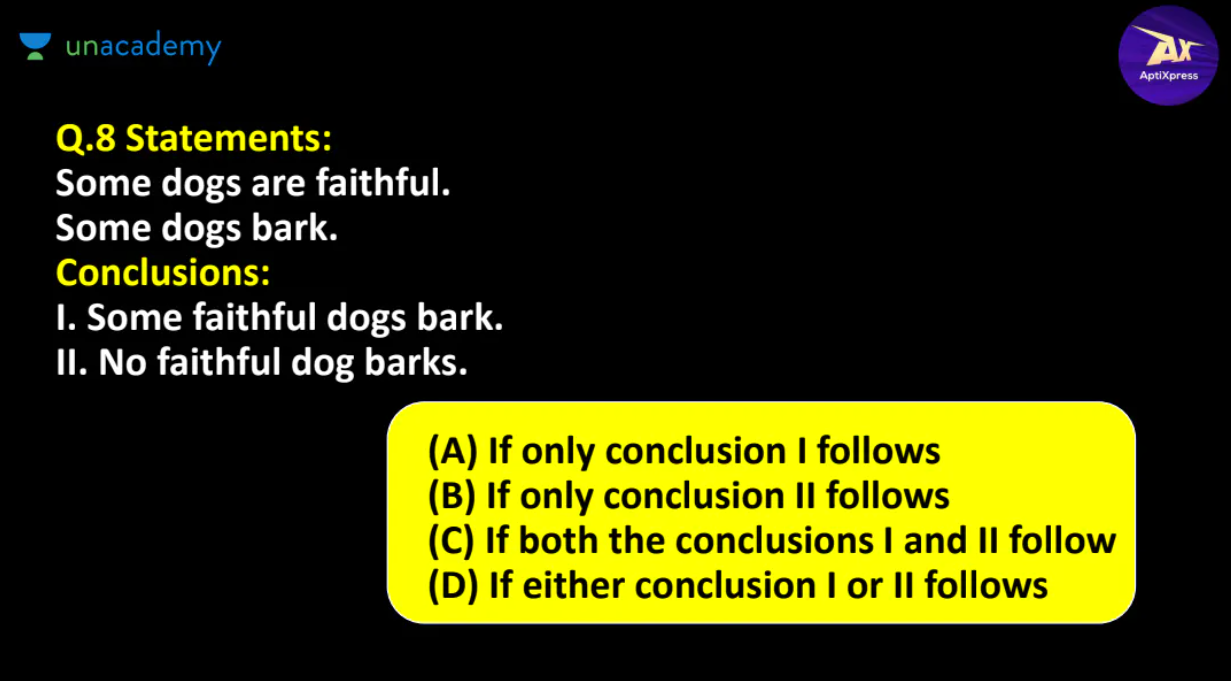 unacademy
AX
AptiXpress
Q.8 Statements:
Some dogs are faithful.
Some dogs bark.
Conclusions:
I. Some faithful dogs bark.
II. No faithful dog barks.
(A) If only conclusion I follows
(B) If only conclusion II follows
(C) If both the conclusions I and II follow
(D) If either conclusion I or II follows